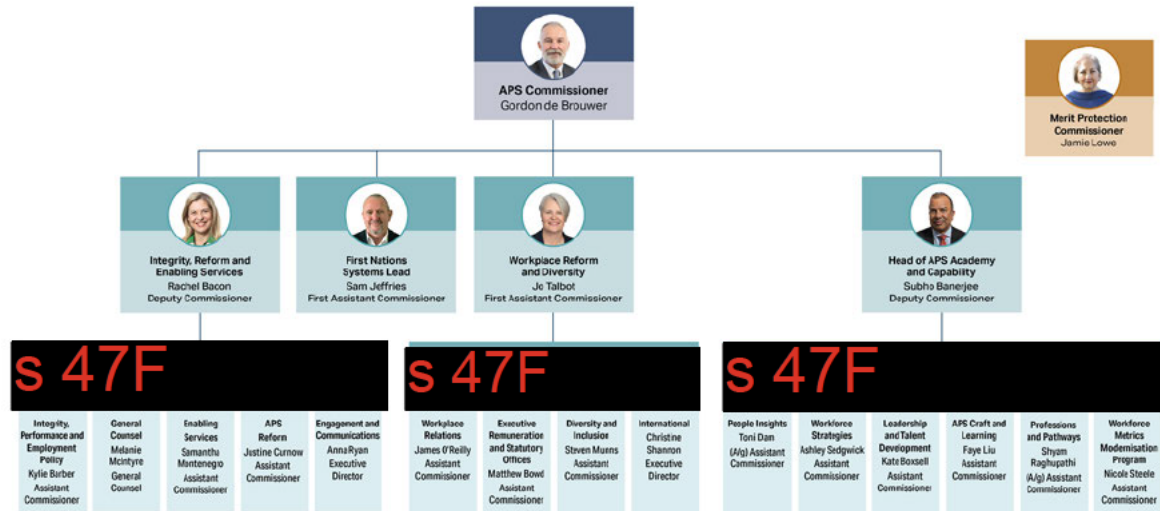 APS Commissioner
Gordon de Brouwer
Merit Protection
Commissioner
Jamie Lowe
Integrity, Reform and
Enabling Services
Rachel Bacon
Deputy Commissioner
First Nations
Systems Lead
Sam Jeffries
First Assistant Commissioner
Workplace Reform
and Diversity
Jo Talbot
First Assistant Commissioner
Head of APS Academy
and Capability
Subho Banerjee
Deputy Commissioner
s 47F
s 47F
s 47F
Integrity,
Performance and
Employment
Policy
Kylie Barber
Assistant
Commissioner
General
Counsel
Melanie
McIntyre
General
Counsel
Enabling
Services
Samantha
Montenegro
Assistant
Commissioner
APS
Reform
Justine Curnow
Assistant
Commissioner
Engagement and
Communications
Anna Ryan
Executive
Director
Workplace
Relations
James O'Reilly
Assistant
Commissioner
Executive
Remuneration
and Statutory
Offices
Matthew Bowd
Assistant
Commissioner
Diversity and
Inclusion
Steven Munns
Assistant
Commissioner
International
Christine
Shannon
Executive
Director
People Insights
Toni Dam
(A/g) Assistant
Commissioner
Workforce
Strategies
Ashley Sedgwick
Assistant
Commissioner
Leadership
and Talent
Development
Kate Boxsell
Assistant
Commissioner
APS Craft and
Learning
Faye Liu
Assistant
Commissioner
Professions
and Pathways
Shyam
Raghupathi
(A/g) Assistant
Commissioner
Workforce
Metrics
Modernisation
Program
Nicole Steele
Assistant
Commissioner